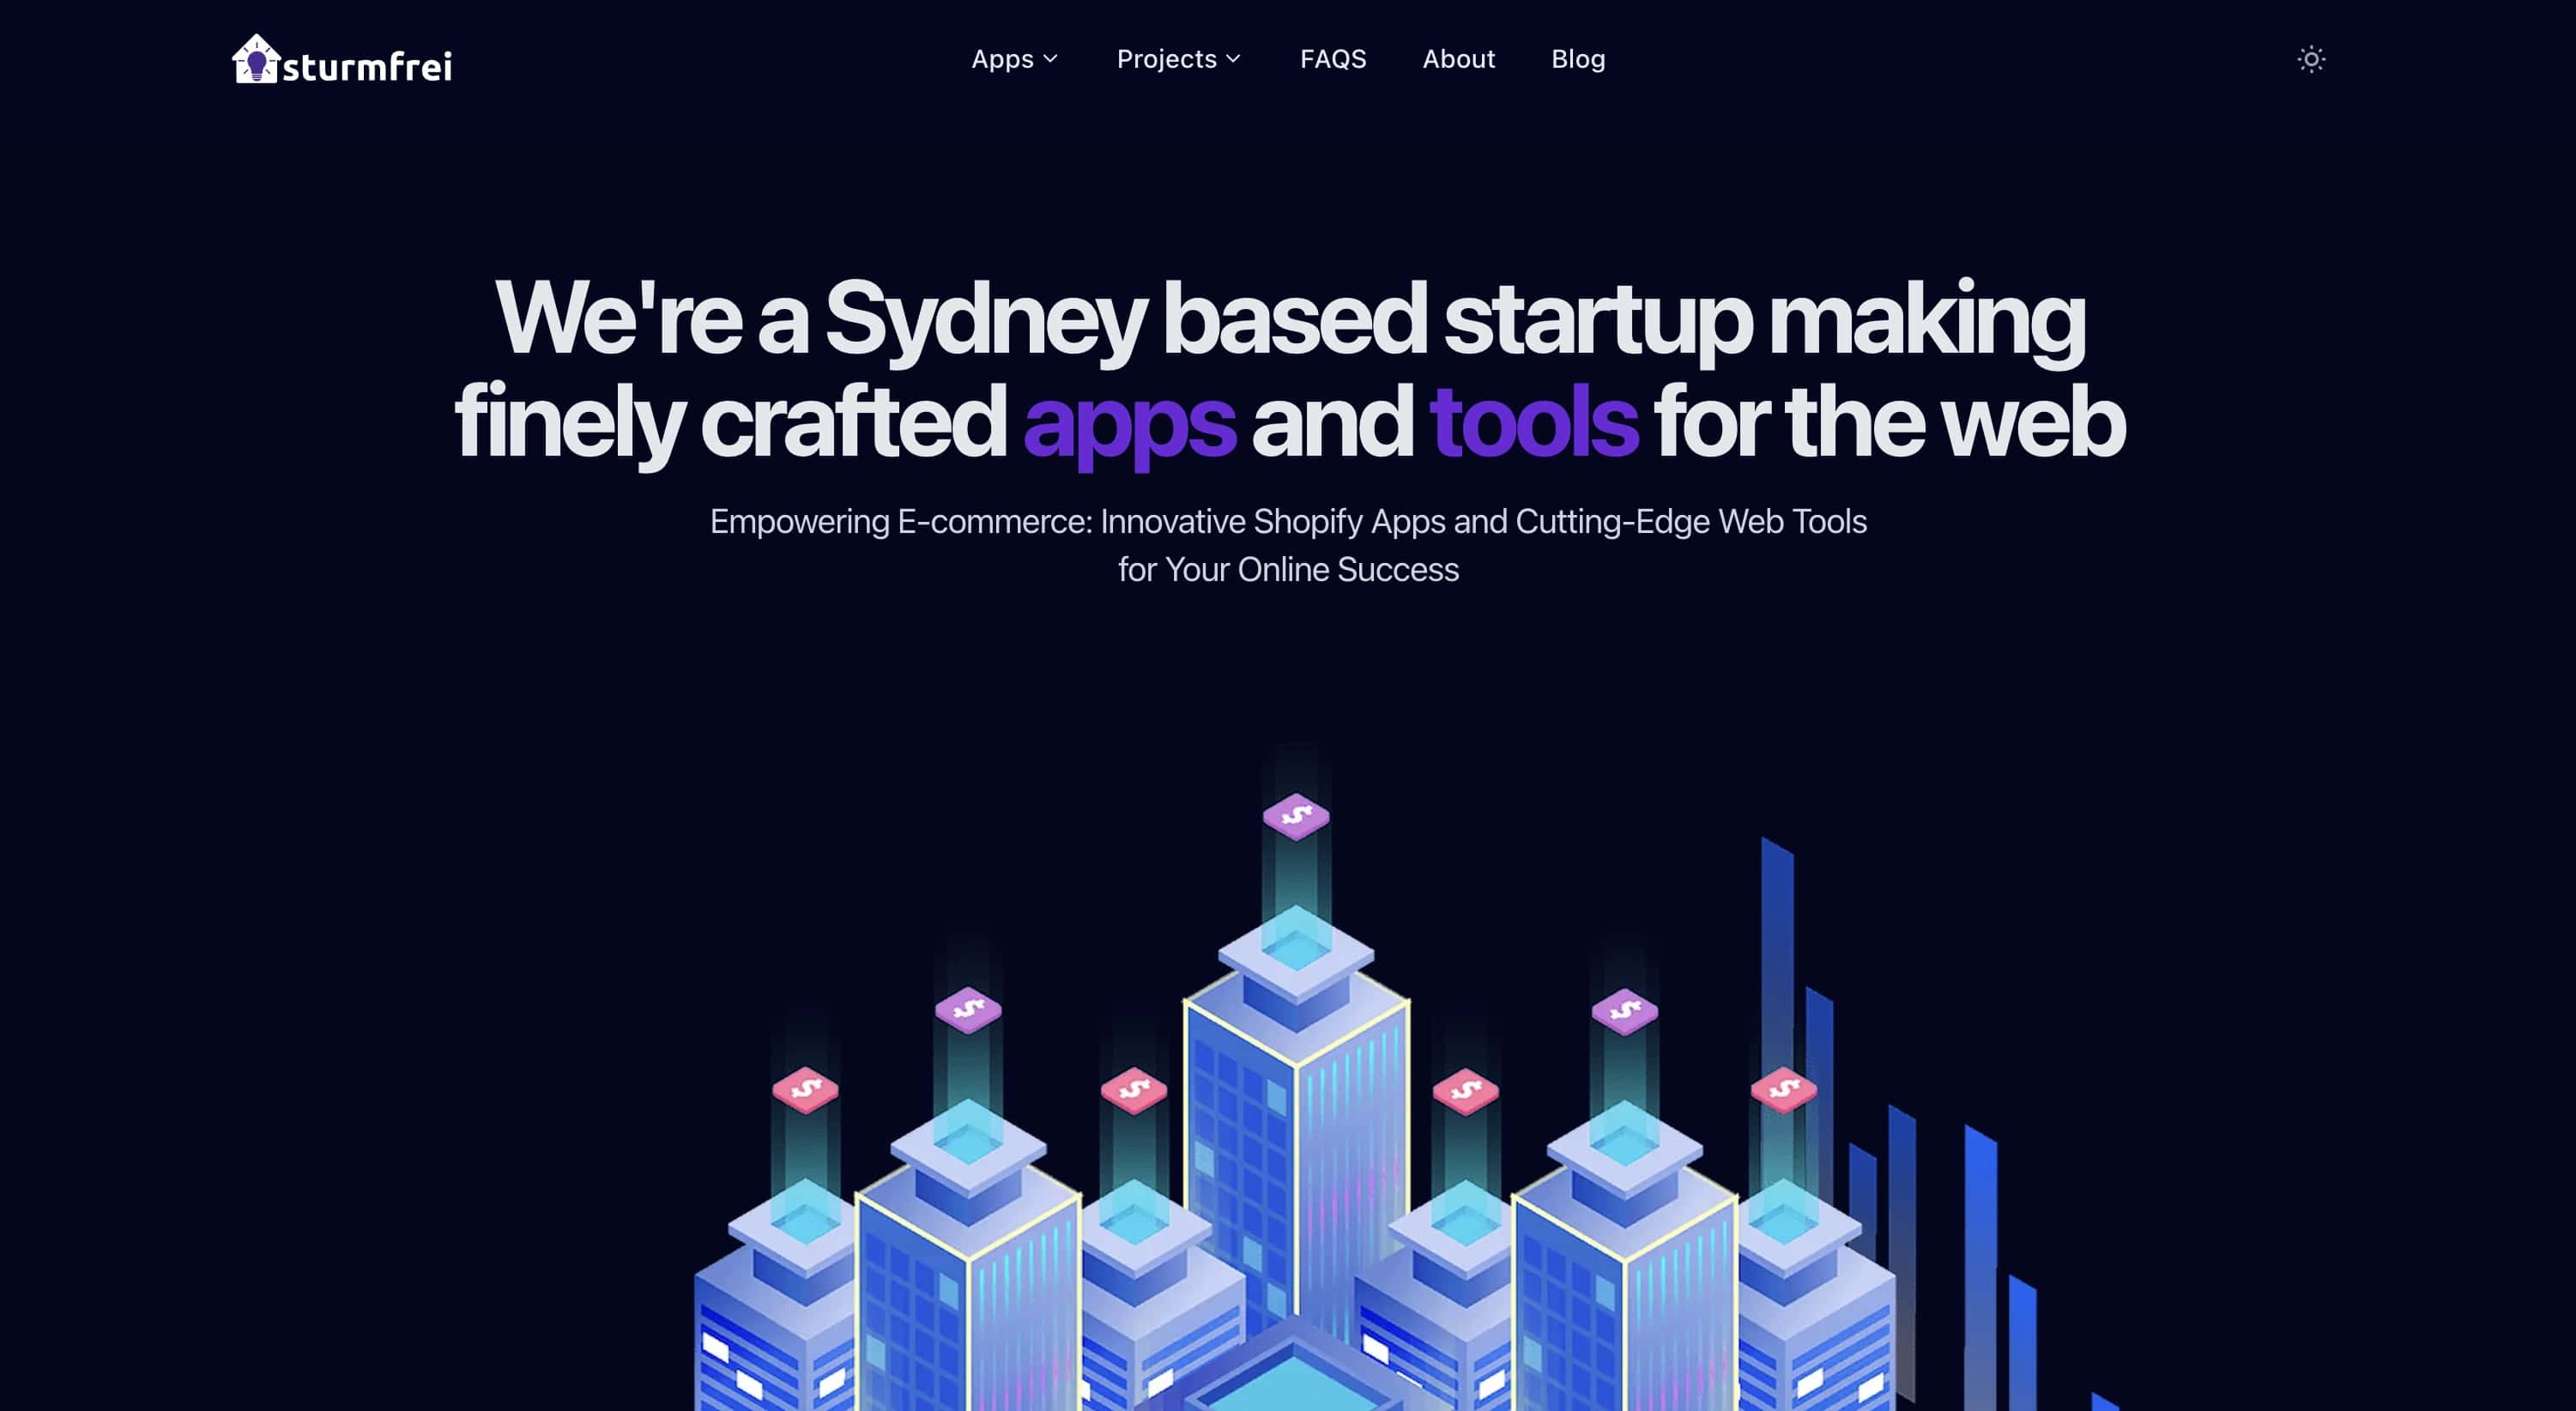 sturmfrei
Apps
Projects
FAQS
About
Blog
We're a Sydney based startup making
finely crafted apps and tools for the web
Empowering E-commerce: Innovative Shopify Apps and Cutting-Edge Web Tools
for Your Online Success
$
$
$
$
$
$
$